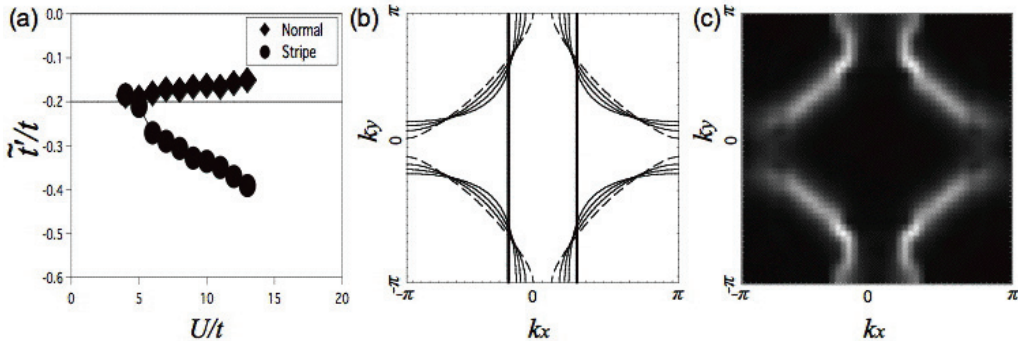 (a)
-0.0
◆ Normal
● Stripe
-0.1
-0.2
-0.3
-0.4
-0.5
-0.6
t̃'/t
0 5 10 15 20
U/t
(b)
π
0
-π
ky
-π 0 π
kx
(c)
π
0
-π
ky
-π 0 π
kx